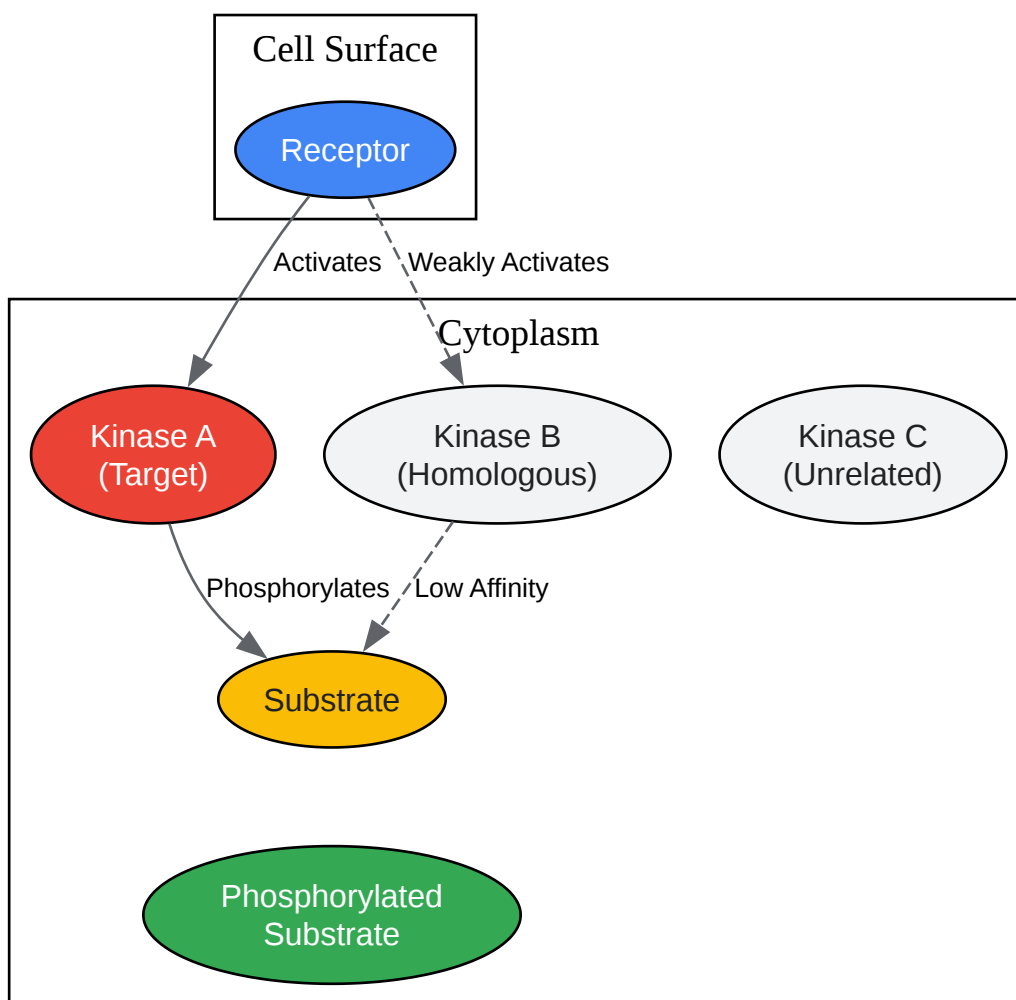 Cell Surface
Receptor
Activates
Weakly Activates
Cytoplasm
Kinase A
(Target)
Kinase B
(Homologous)
Kinase C
(Unrelated)
Phosphorylates
Low Affinity
Substrate
Phosphorylated
Substrate